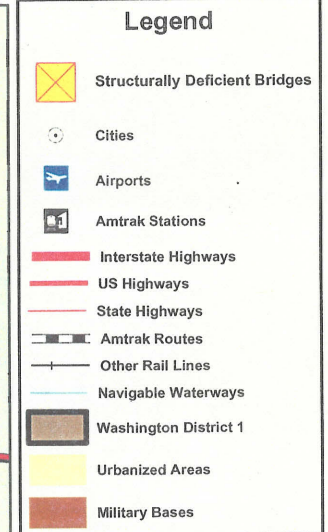 Legend
Structurally Deficient Bridges
Cities
Airports
Amtrak Stations
Interstate Highways
US Highways
State Highways
Amtrak Routes
Other Rail Lines
Navigable Waterways
Washington District 1
Urbanized Areas
Military Bases